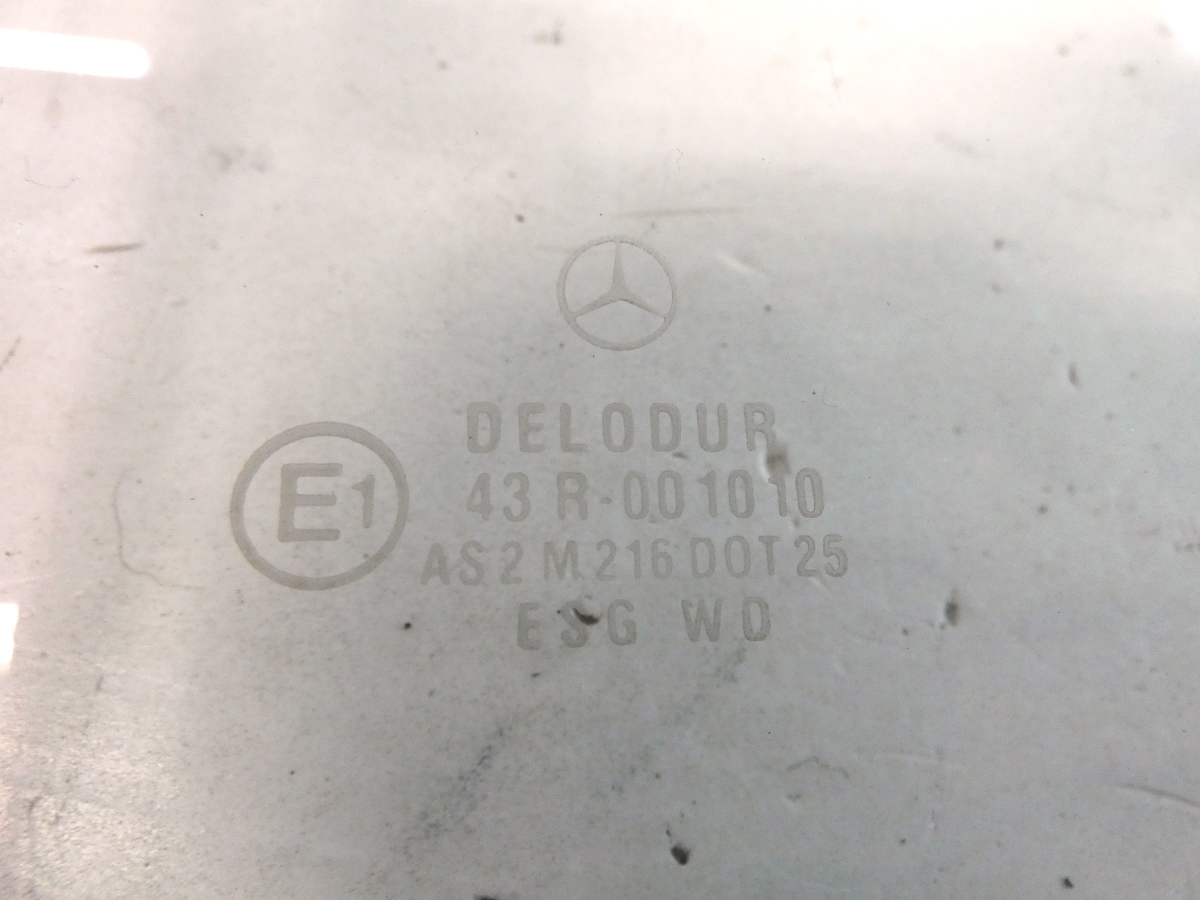 DELODUR
E1
43 R-001010
AS2 M216 DOT 25
ESG WD